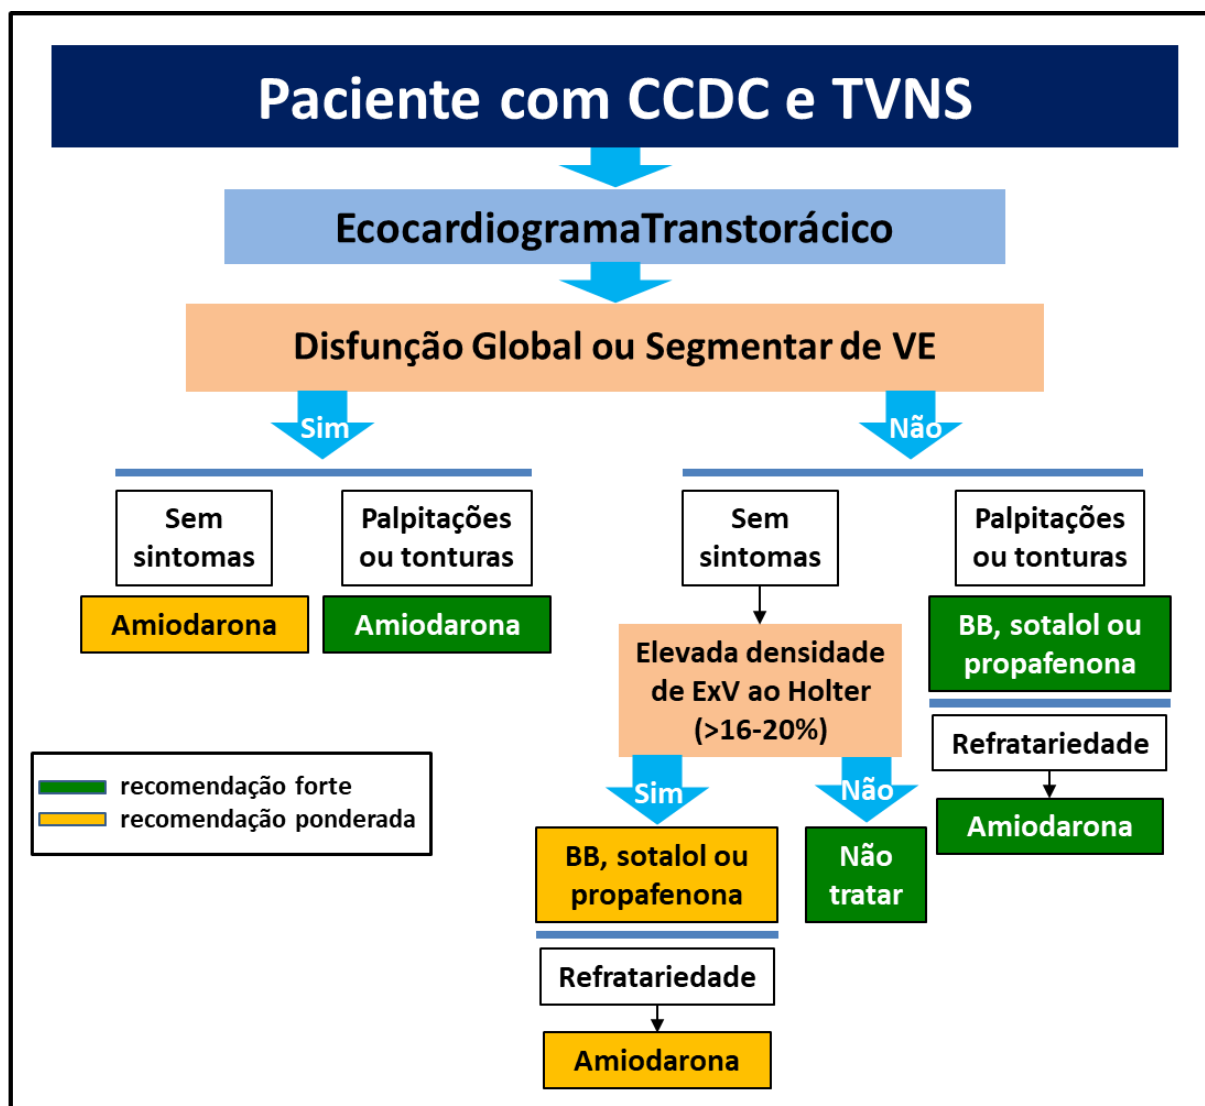 Paciente com CCDC e TVNS
EcocardiogramaTranstorácico
Disfunção Global ou Segmentar de VE
Sim
Não
Sem
sintomas
Palpitações
ou tonturas
Amiodarona
Amiodarona
Sem
sintomas
Palpitações
ou tonturas
Elevada densidade
de ExV ao Holter
(>16-20%)
BB, sotalol ou
propafenona
Refratariedade
Amiodarona
Sim
Não
BB, sotalol ou
propafenona
Não
tratar
Refratariedade
Amiodarona
recomendação forte
recomendação ponderada